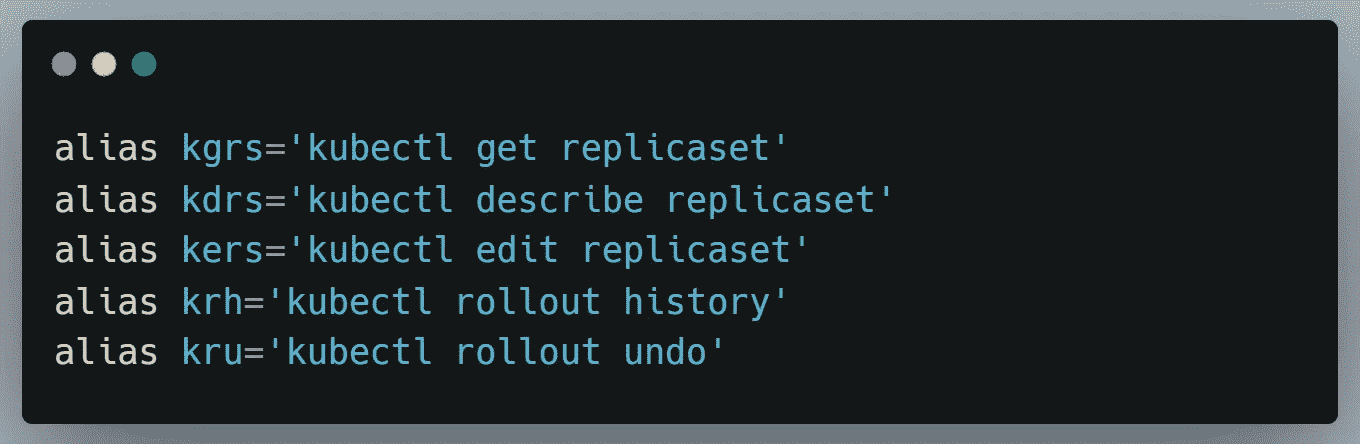 alias kgrs='kubectl get replicaset'
alias kdrs='kubectl describe replicaset'
alias kers='kubectl edit replicaset'
alias krh='kubectl rollout history'
alias kru='kubectl rollout undo'